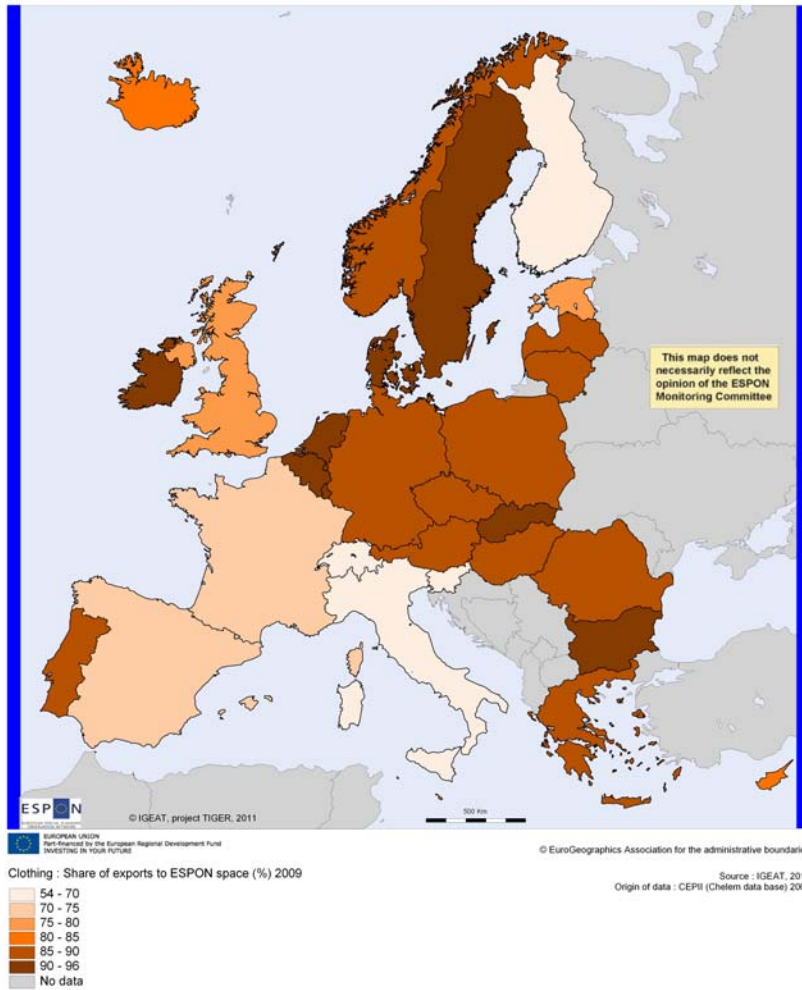 This map does not
necessarily reflect the
opinion of the ESPON
Monitoring Committee
ESPON
© IGEAT, project TIGER, 2011
500 Km
EUROPEAN UNION
Part-financed by the European Regional Development Fund
INVESTING IN YOUR FUTURE
© EuroGeographics Association for the administrative boundarie
Clothing : Share of exports to ESPON space (%) 2009
Source : IGEAT, 20
Origin of data : CEPII (Chelem data base) 20
54 - 70
70 - 75
75 - 80
80 - 85
85 - 90
90 - 96
No data